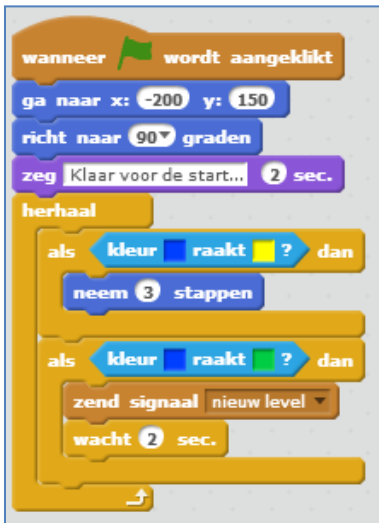 wanneer wordt aangeklikt
ga naar x: -200 y: 150
richt naar 90 graden
zeg Klaar voor de start... 2 sec.
herhaal
als kleur raakt ? dan
neem 3 stappen
als kleur raakt ? dan
zend signaal nieuw level
wacht 2 sec.